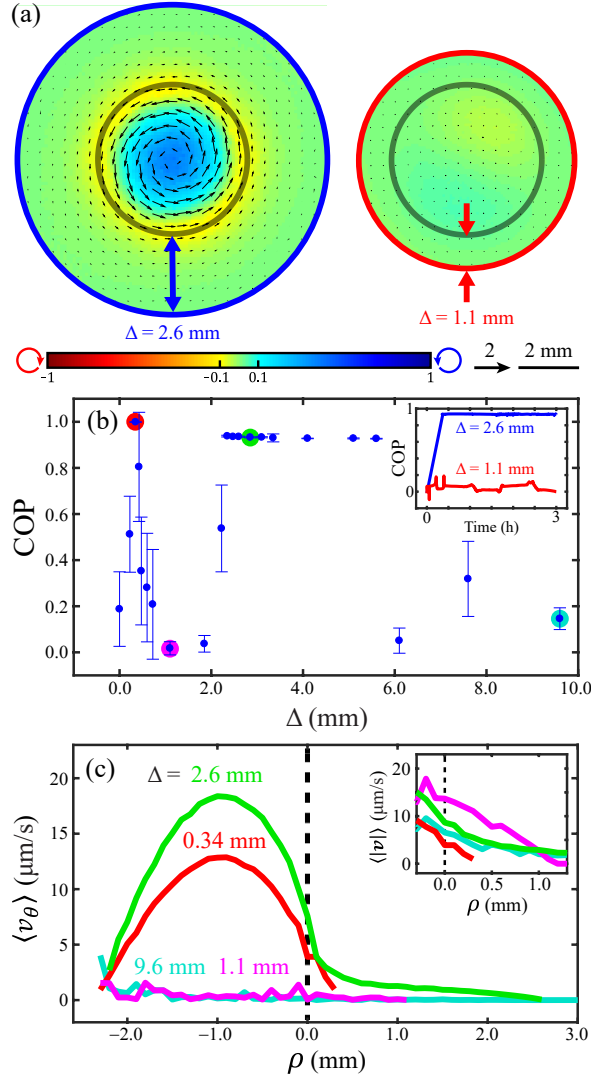 (a)
Δ = 2.6 mm
Δ = 1.1 mm
-1
-0.1
0.1
1
2
2 mm
(b)
COP
1.0
0.8
0.6
0.4
0.2
0.0
0.0
2.0
4.0
6.0
8.0
10.0
Δ (mm)
COP
1
0
Δ = 2.6 mm
Δ = 1.1 mm
0
3
Time (h)
(c)
Δ = 2.6 mm
0.34 mm
9.6 mm
1.1 mm
⟨v_θ⟩ (μm/s)
20
15
10
5
0
−2.0
−1.0
0.0
1.0
2.0
3.0
ρ (mm)
⟨|v|⟩
20
10
0
0.0
0.5
1.0
ρ (mm)